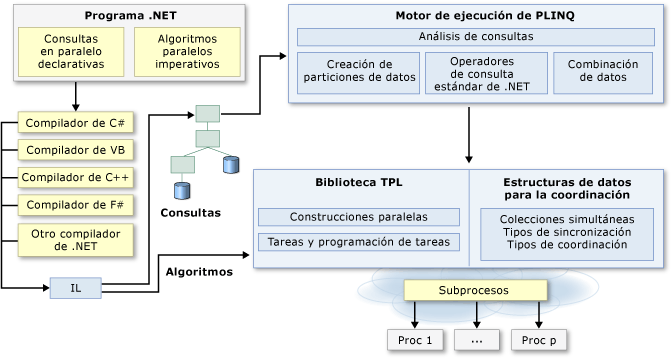 Programa .NET
Consultas
en paralelo
declarativas
Algoritmos
paralelos
imperativos
Compilador de C#
Compilador de VB
Compilador de C++
Compilador de F#
Otro compilador
de .NET
IL
Consultas
Algoritmos
Motor de ejecución de PLINQ
Análisis de consultas
Creación de
particiones de datos
Operadores
de consulta
estándar de .NET
Combinación
de datos
Biblioteca TPL
Construcciones paralelas
Tareas y programación de tareas
Estructuras de datos
para la coordinación
Colecciones simultáneas
Tipos de sincronización
Tipos de coordinación
Subprocesos
Proc 1
...
Proc p